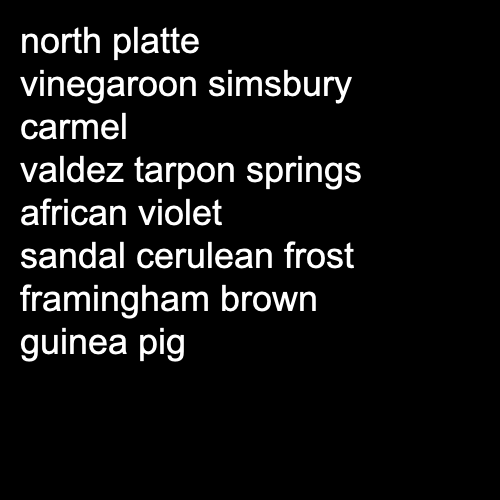 north platte
vinegaroon simsbury
carmel
valdez tarpon springs
african violet
sandal cerulean frost
framingham brown
guinea pig